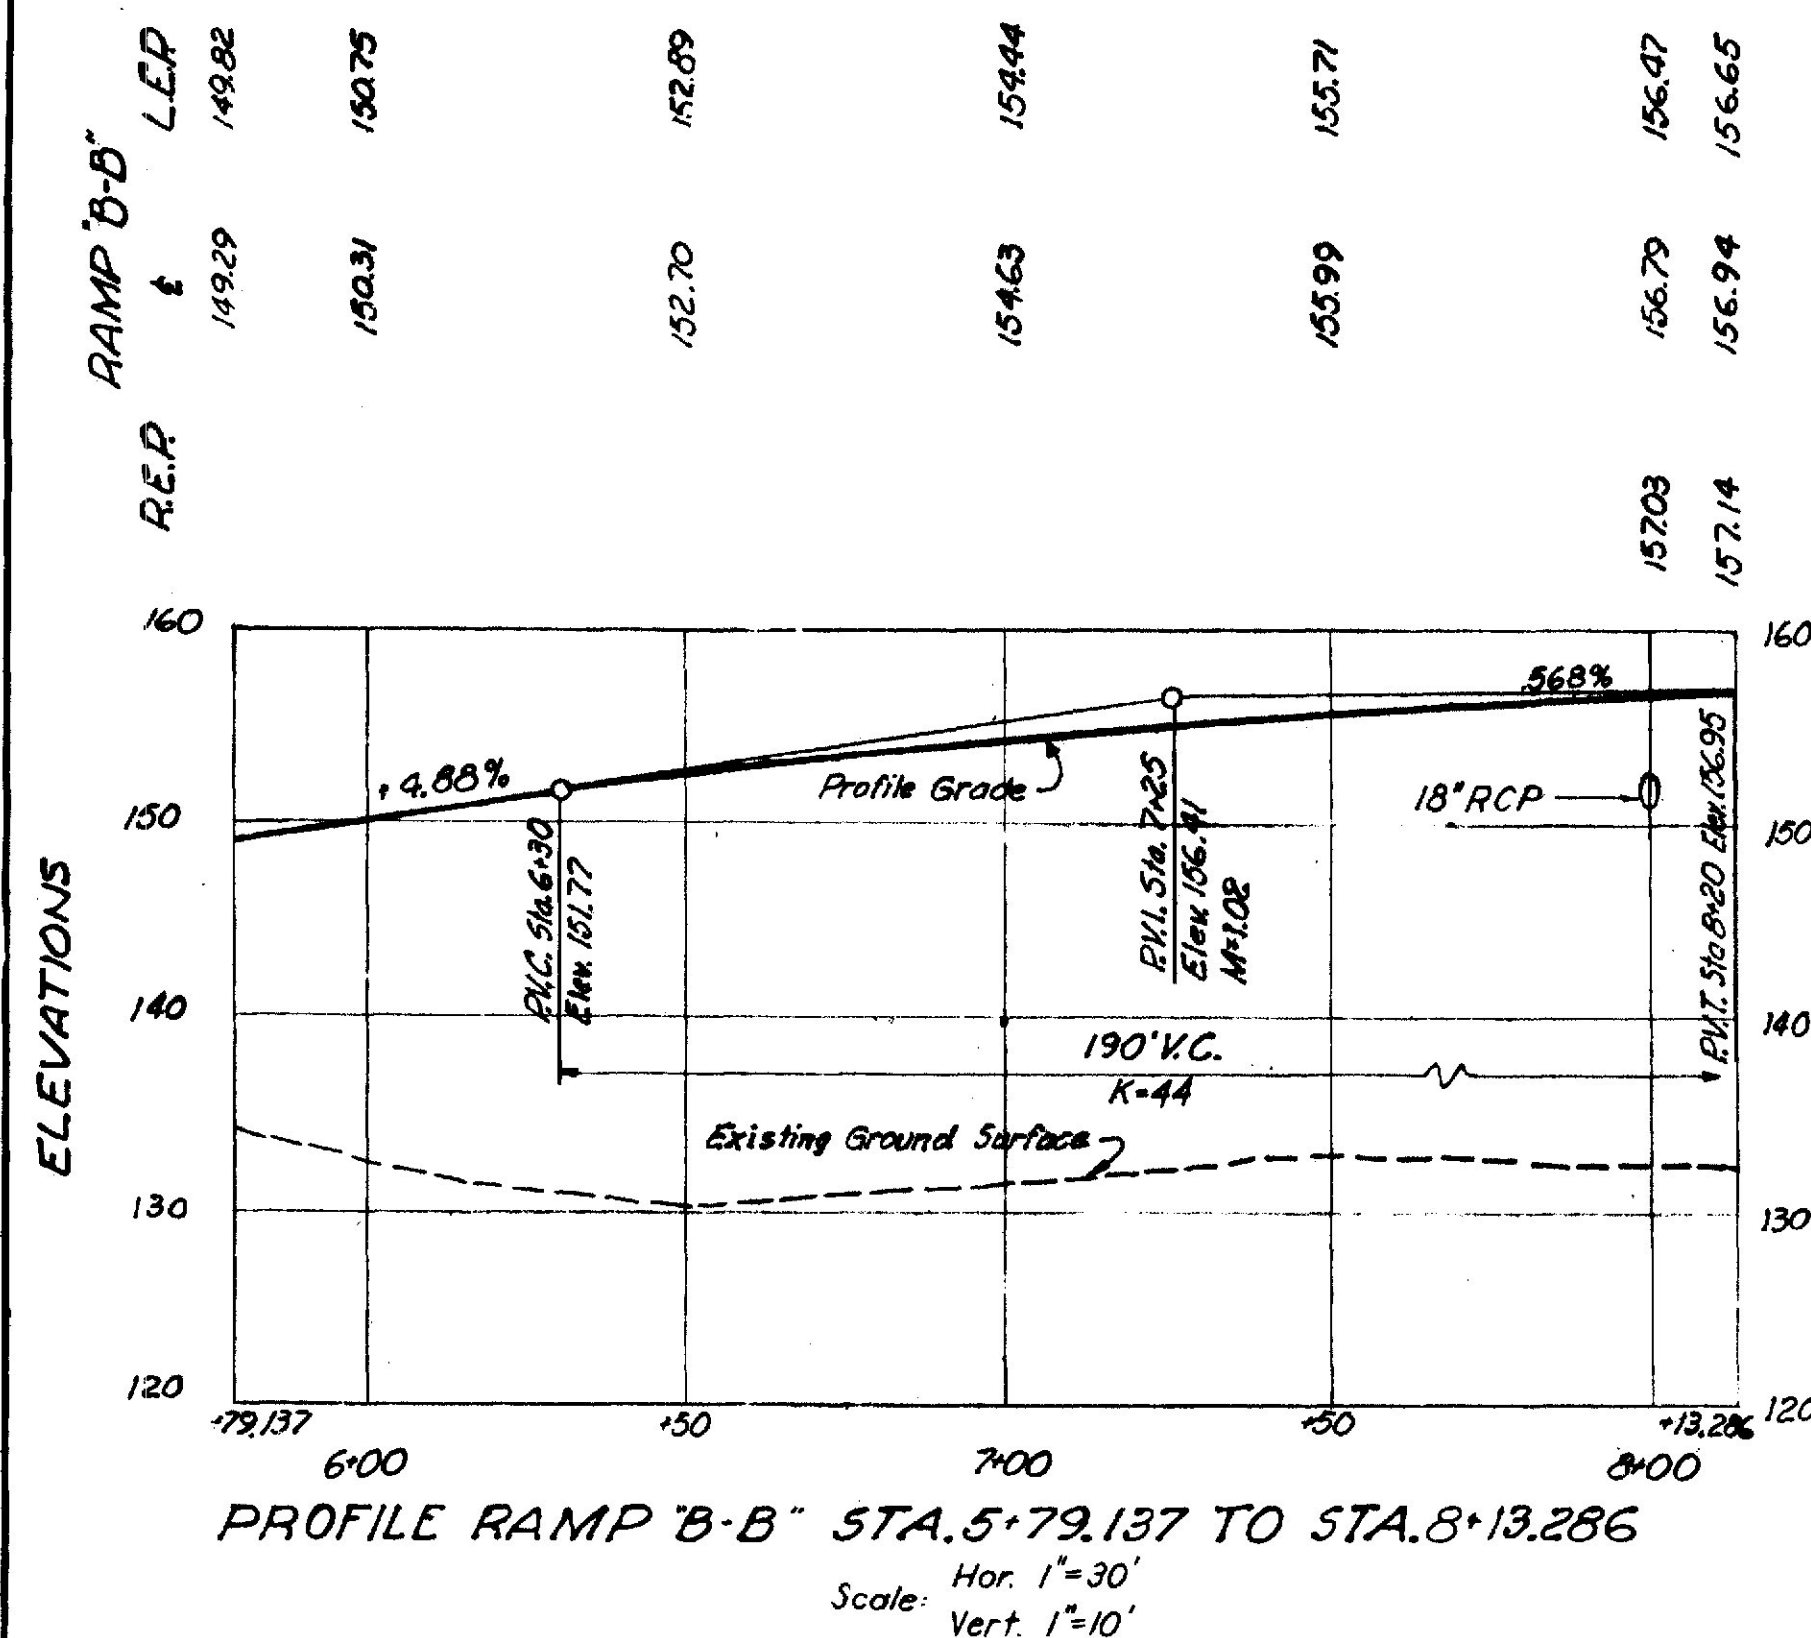 RAMP "B-B"
L.E.P. 149.82 150.75 152.89 154.44 155.71 156.47 156.65
℄ 149.29 150.31 152.70 154.63 155.99 156.79 156.94
R.E.P. 157.03 157.14
ELEVATIONS
160 160
150 150
140 140
130 130
120 120
+4.88%
.568%
Profile Grade
18" RCP
P.V.C. Sta. 6+30
Elev. 151.77
P.V.I. Sta. 7+25
Elev. 156.41
M=1.02
P.V.T. Sta 8+20 Elev. 156.95
190' V.C.
K=44
Existing Ground Surface
+79.137 +50 +50 +13.286
6+00 7+00 8+00
PROFILE RAMP "B-B" STA. 5+79.137 TO STA. 8+13.286
Scale: Hor. 1"=30'
Vert. 1"=10'